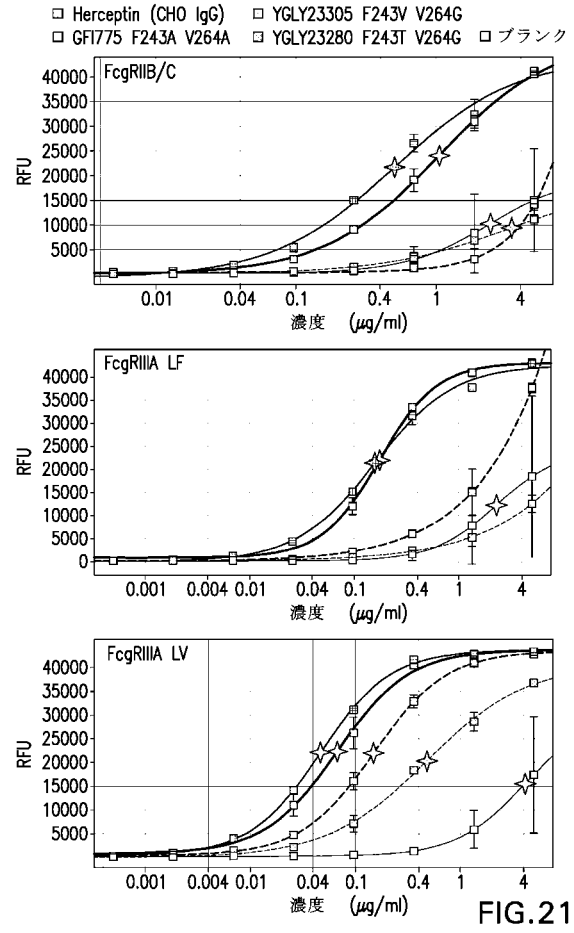 Herceptin (CHO IgG) YGLY23305 F243V V264G
GFI775 F243A V264A YGLY23280 F243T V264G ブランク
FcgRIIB/C
RFU
40000
35000
30000
25000
20000
15000
10000
5000
0.01 0.04 0.1 0.4 1 4
濃度 (μg/ml)
FcgRIIIA LF
RFU
40000
35000
30000
25000
20000
15000
10000
5000
0
0.001 0.004 0.01 0.04 0.1 0.4 1 4
濃度 (μg/ml)
FcgRIIIA LV
RFU
40000
35000
30000
25000
20000
15000
10000
5000
0.001 0.004 0.01 0.04 0.1 0.4 1 4
濃度 (μg/ml)
FIG.21